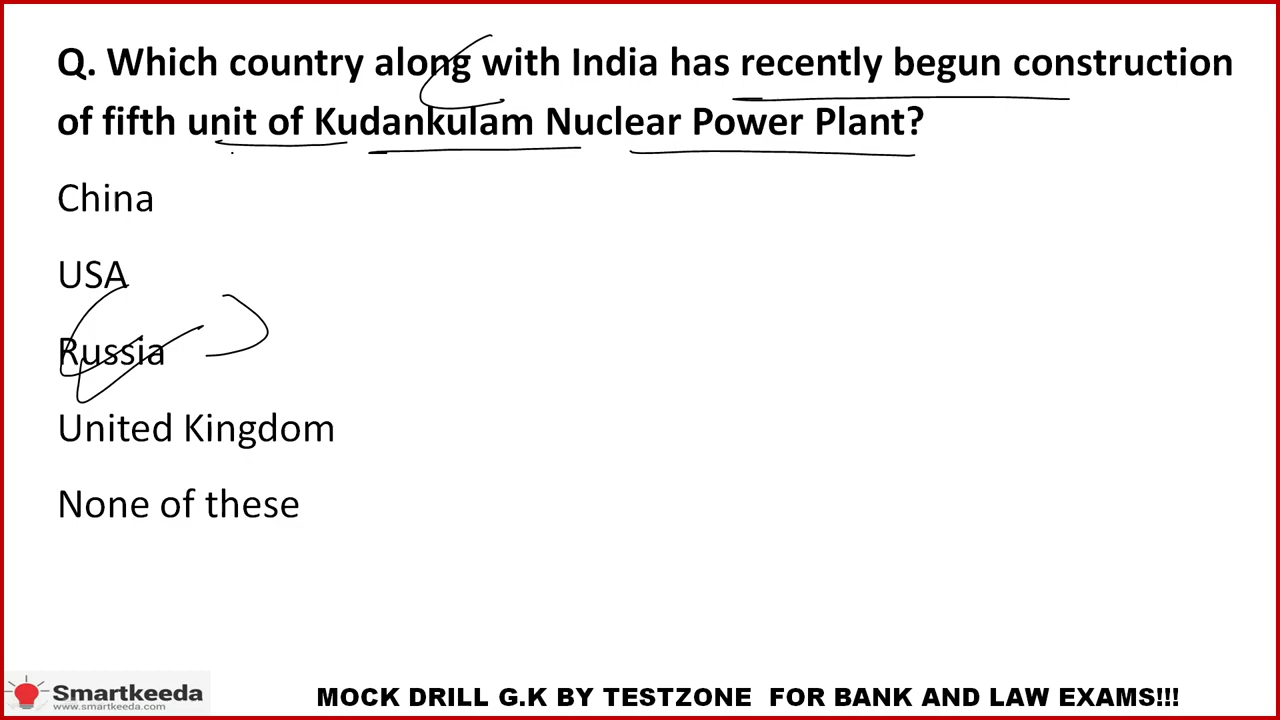 Q. Which country along with India has recently begun construction
of fifth unit of Kudankulam Nuclear Power Plant?
China
USA
Russia
United Kingdom
None of these
Smartkeeda
www.smartkeeda.com
MOCK DRILL G.K BY TESTZONE FOR BANK AND LAW EXAMS!!!